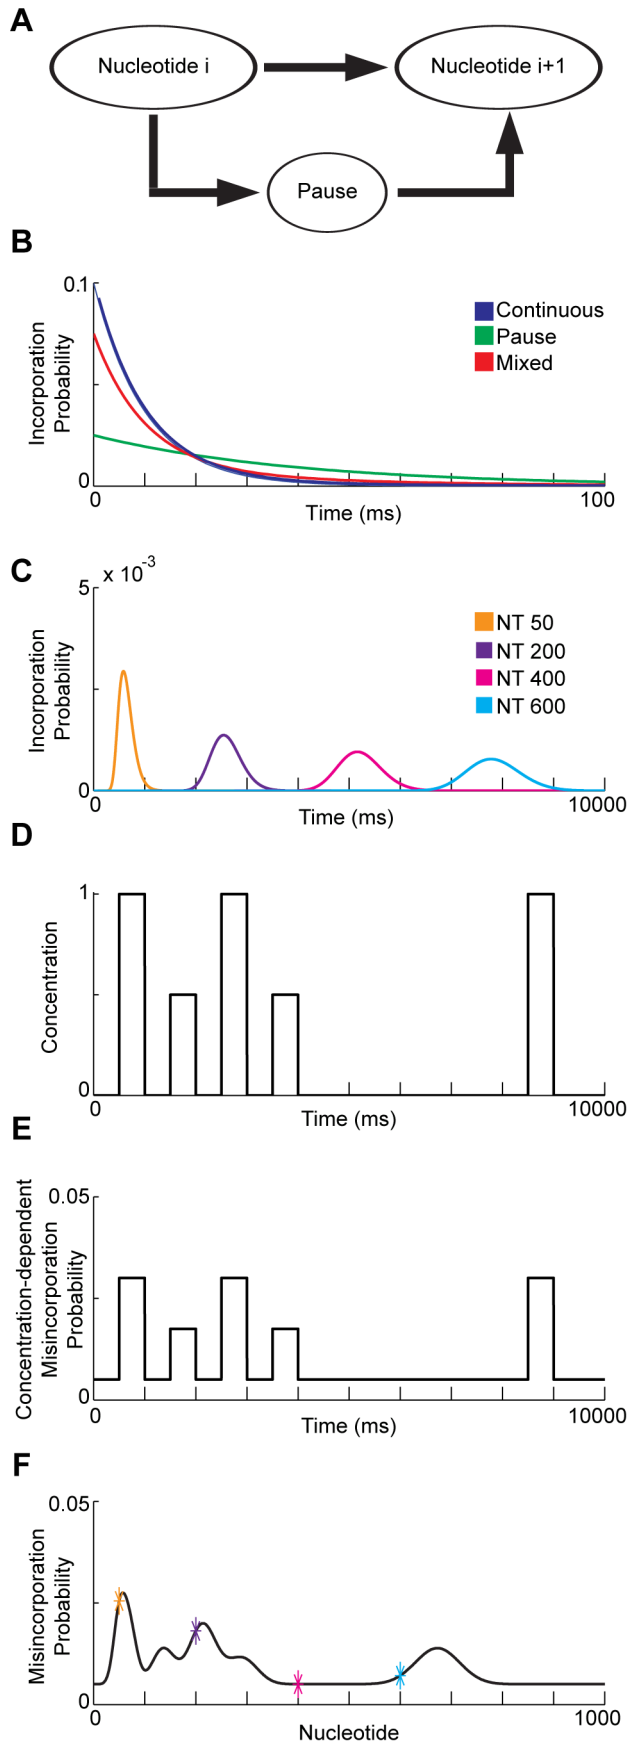 A
Nucleotide i
Nucleotide i+1
Pause
B
0.1
Incorporation
Probability
Continuous
Pause
Mixed
0
0
100
Time (ms)
C
x 10-3
5
Incorporation
Probability
NT 50
NT 200
NT 400
NT 600
0
0
10000
Time (ms)
D
1
Concentration
0
0
10000
Time (ms)
E
0.05
Concentration-dependent
Misincorporation
Probability
0
0
10000
Time (ms)
F
0.05
Misincorporation
Probability
0
0
1000
Nucleotide